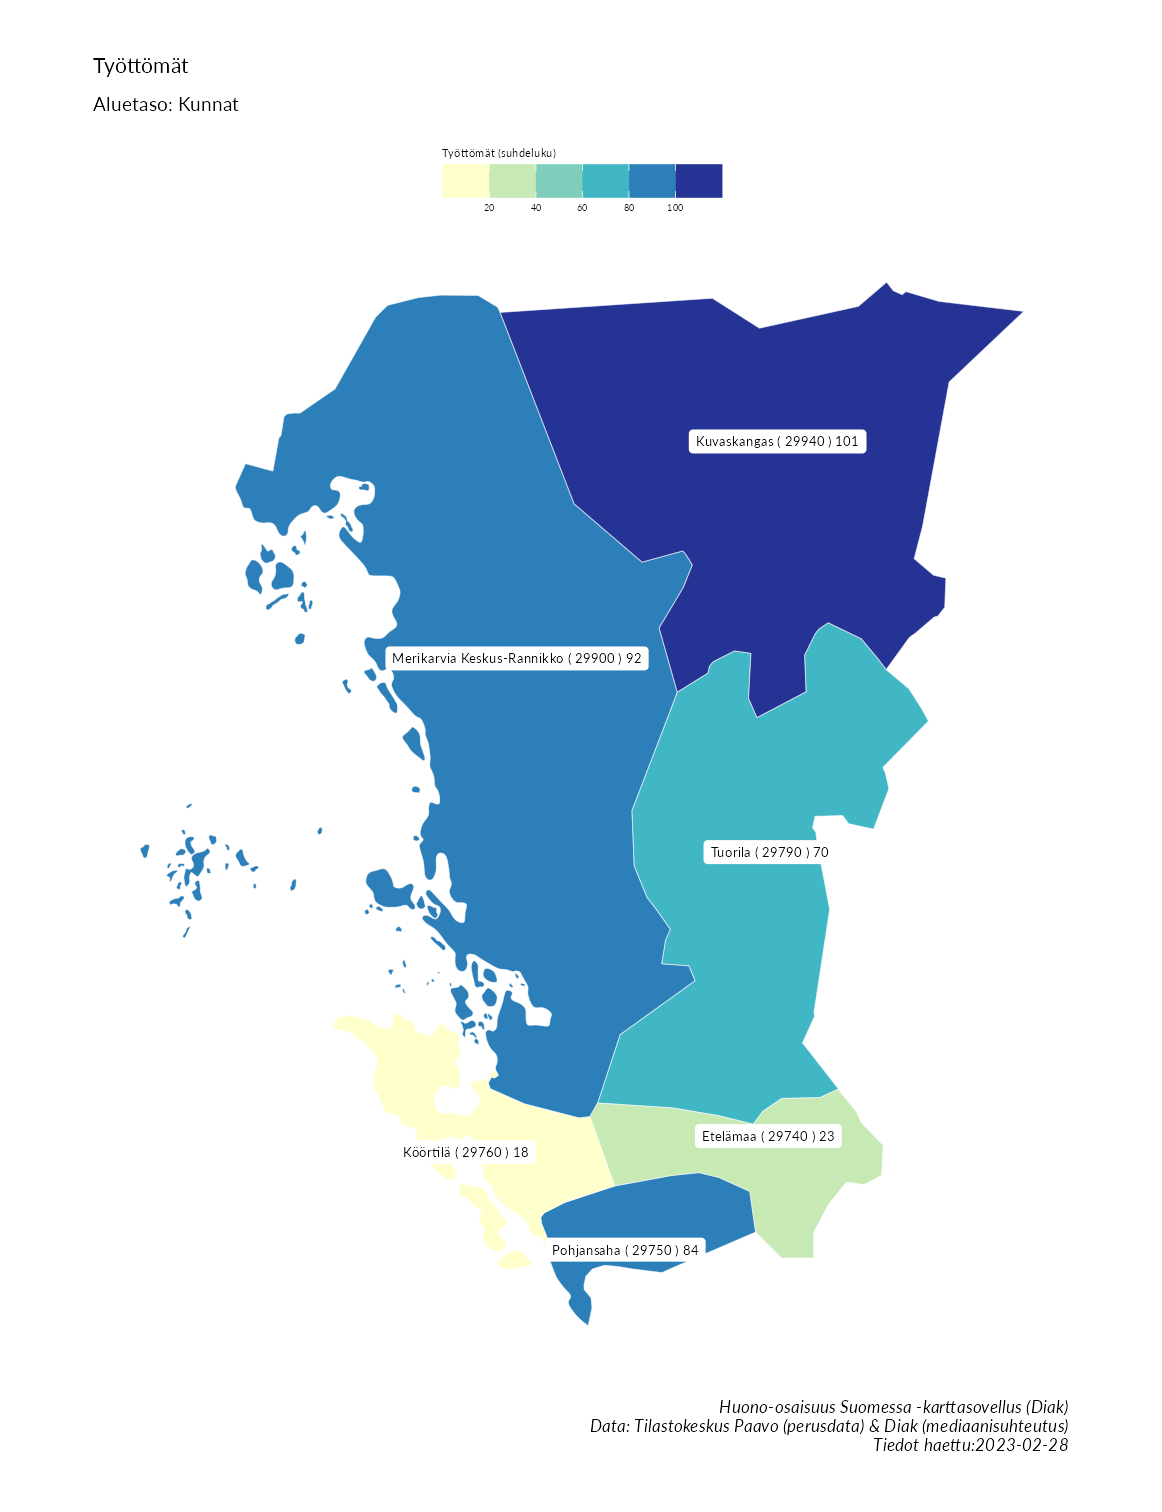 Työttömät
Aluetaso: Kunnat
Työttömät (suhdeluku)
20 40 60 80 100
Kuvaskangas ( 29940 ) 101
Merikarvia Keskus-Rannikko ( 29900 ) 92
Tuorila ( 29790 ) 70
Etelämaa ( 29740 ) 23
Köörtilä ( 29760 ) 18
Pohjansaha ( 29750 ) 84
Huono-osaisuus Suomessa -karttasovellus (Diak)
Data: Tilastokeskus Paavo (perusdata) & Diak (mediaanisuhteutus)
Tiedot haettu:2023-02-28